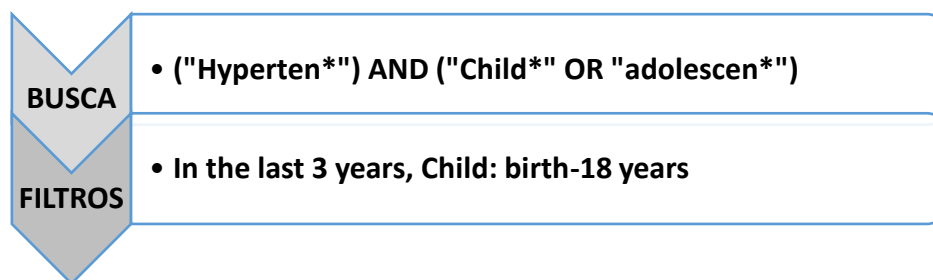 BUSCA
• ("Hyperten*") AND ("Child*" OR "adolescen*")
FILTROS
• In the last 3 years, Child: birth-18 years